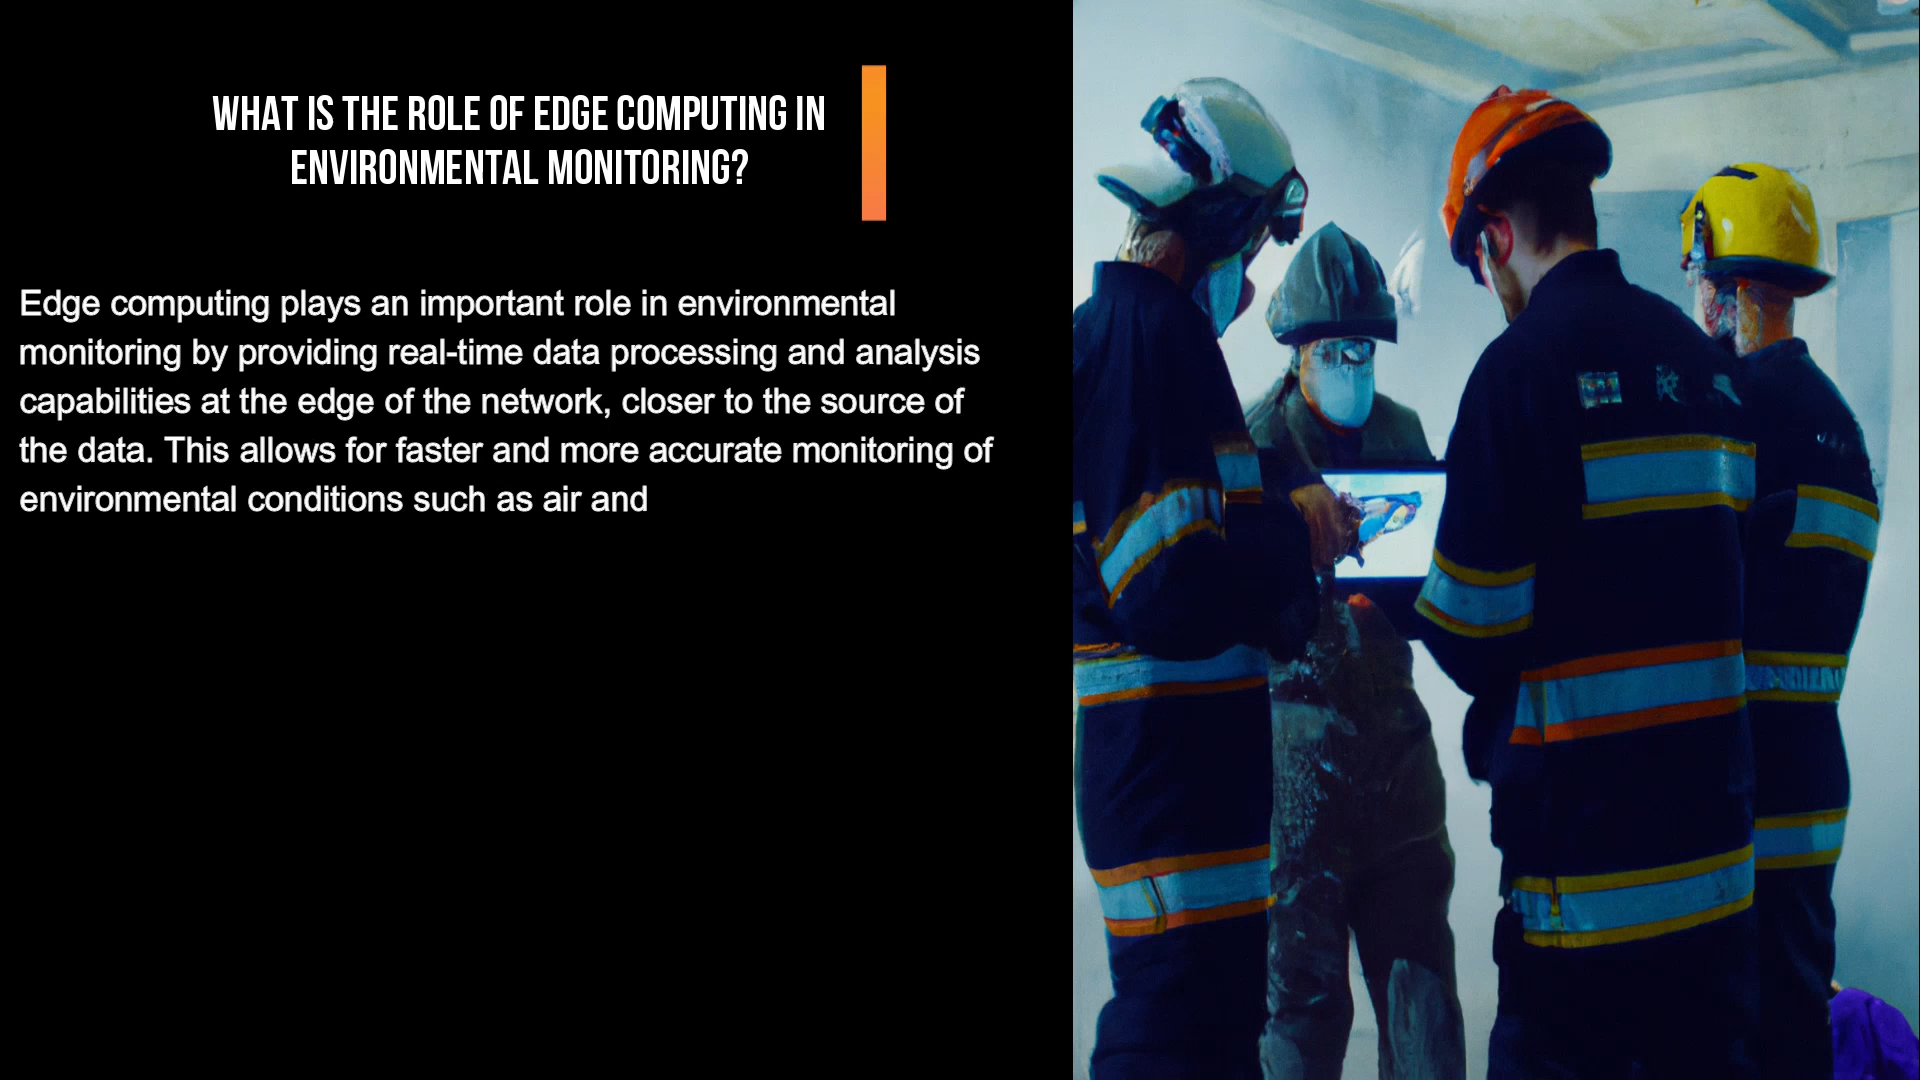 WHAT IS THE ROLE OF EDGE COMPUTING IN
ENVIRONMENTAL MONITORING?
Edge computing plays an important role in environmental
monitoring by providing real-time data processing and analysis
capabilities at the edge of the network, closer to the source of
the data. This allows for faster and more accurate monitoring of
environmental conditions such as air and